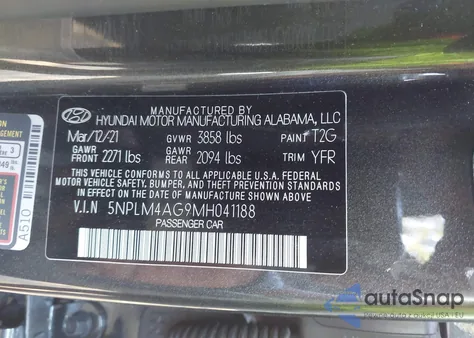 MANUFACTURED BY
HYUNDAI MOTOR MANUFACTURING ALABAMA, LLC
Mar/12/21 GVWR 3858 lbs PAINT T2G
GAWR FRONT 2271 lbs GAWR REAR 2094 lbs TRIM YFR
THIS VEHICLE CONFORMS TO ALL APPLICABLE U.S.A FEDERAL
MOTOR VEHICLE SAFETY, BUMPER, AND THEFT PREVENTION
STANDARDS IN EFFECT ON THE DATE OF MANUFACTURE
SHOWN ABOVE.
V.I.N 5NPLM4AG9MH041188
PASSENGER CAR
A510
3
autoSnap